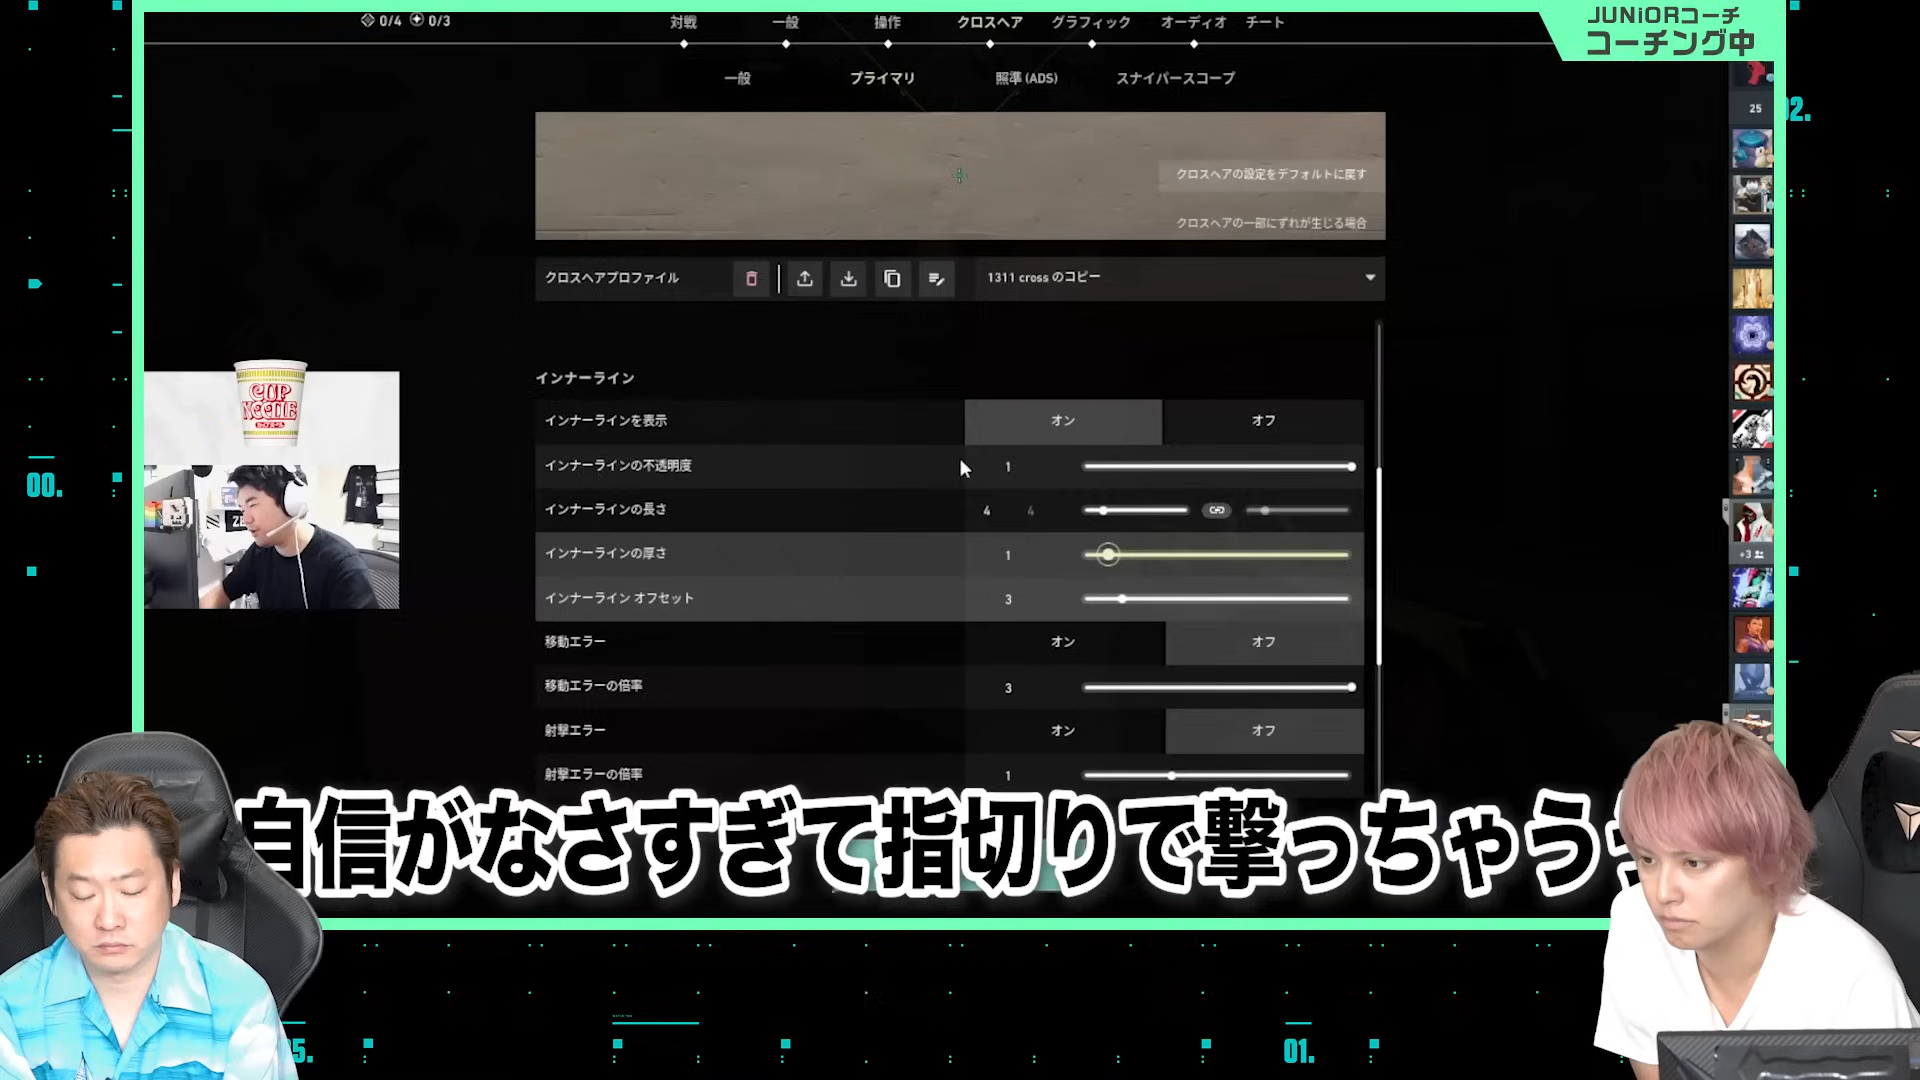 JUNiORコーチ
コーチング中
0/4 0/3
対戦 一般 操作 クロスヘア グラフィック オーディオ チート
一般 プライマリ 照準 (ADS) スナイパースコープ
25
02.
クロスヘアの設定をデフォルトに戻す
クロスヘアの一部にずれが生じる場合
クロスヘアプロファイル 1311 cross のコピー
インナーライン
インナーラインを表示 オン オフ
インナーラインの不透明度 1
インナーラインの長さ 4 4
インナーラインの厚さ 1
インナーライン オフセット 3
移動エラー オン オフ
移動エラーの倍率 3
射撃エラー オン オフ
射撃エラーの倍率 1
CUP NOODLE
00.
+3
自信がなさすぎて指切りで撃っちゃう
05.
01.